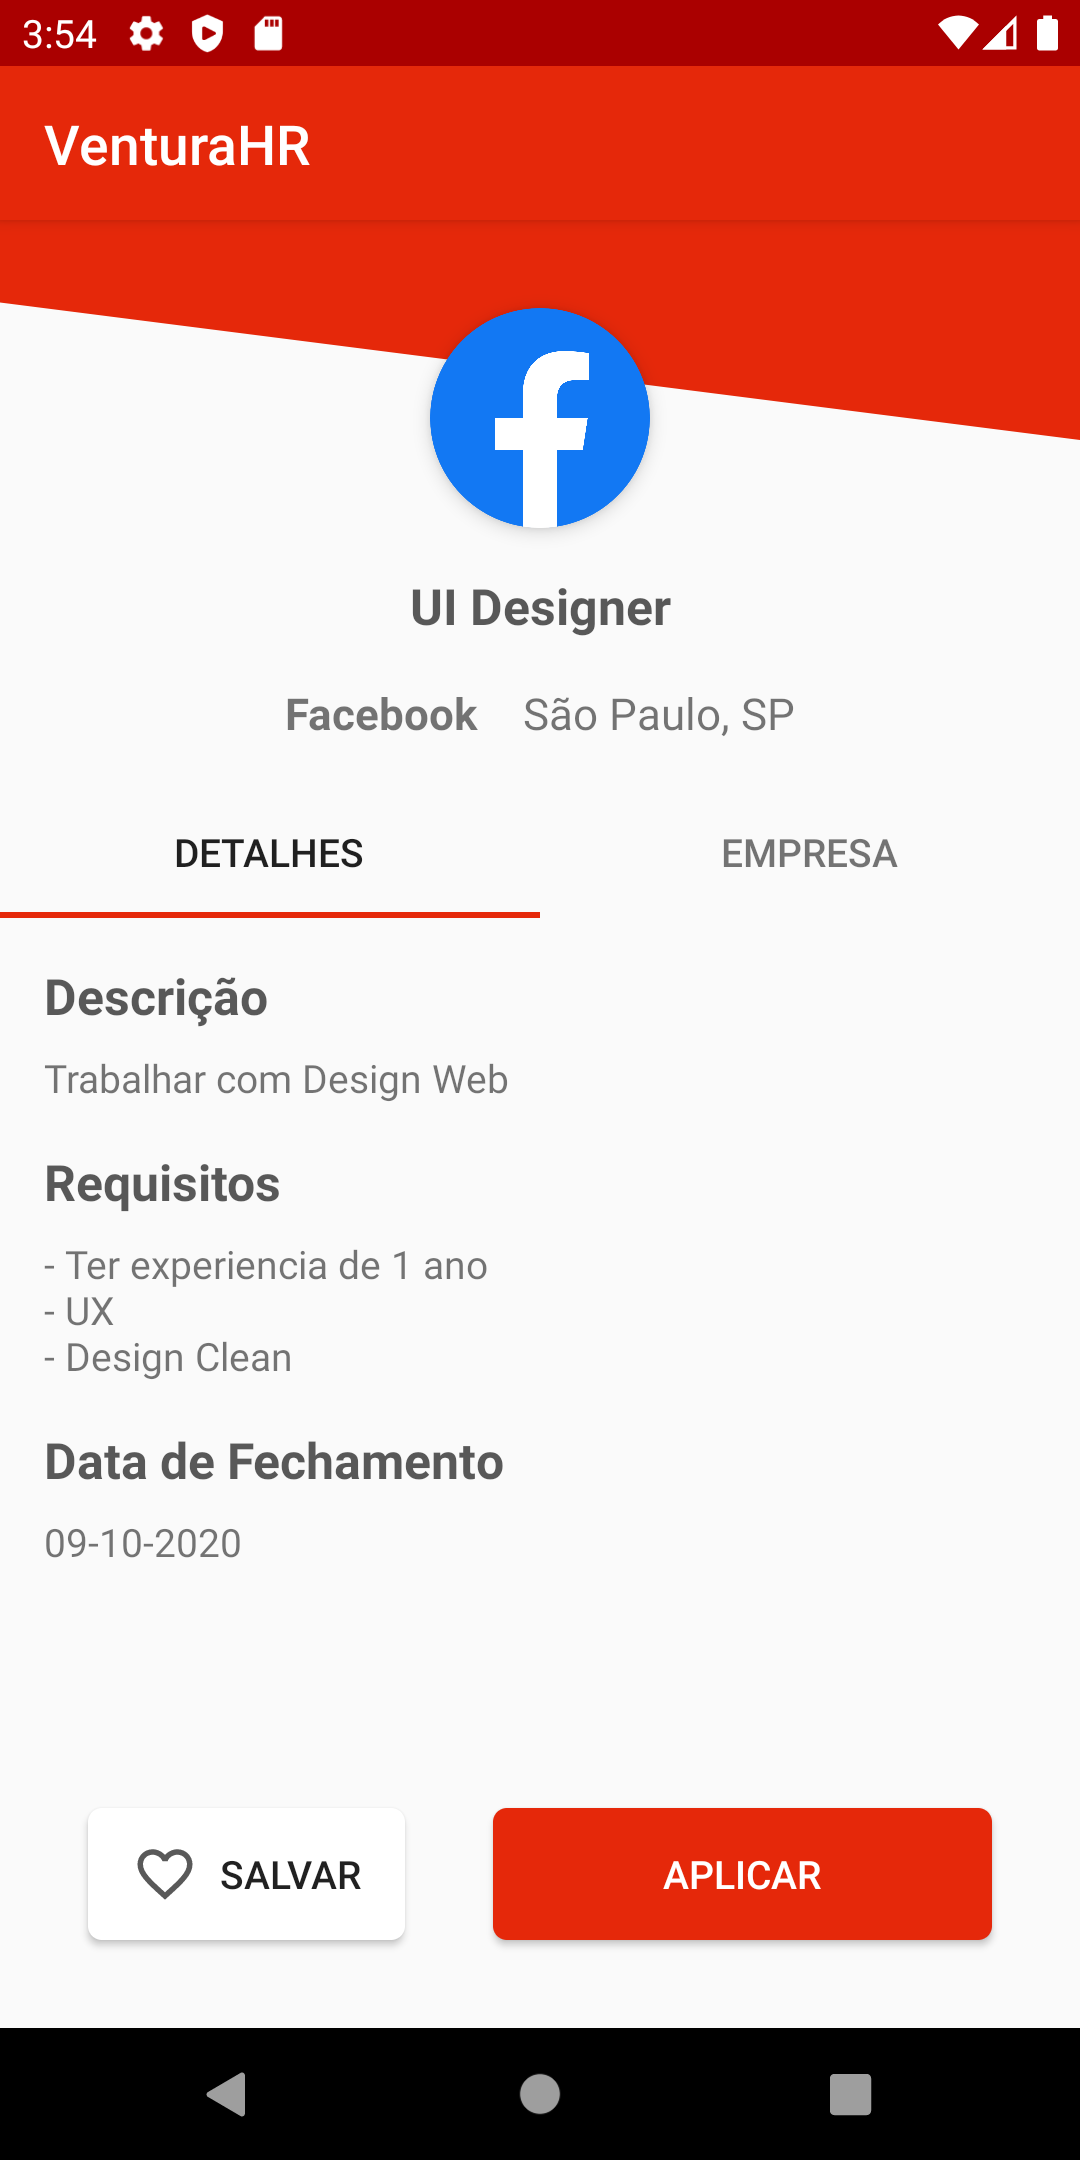 3:54
VenturaHR
UI Designer
Facebook São Paulo, SP
DETALHES EMPRESA
Descrição
Trabalhar com Design Web
Requisitos
- Ter experiencia de 1 ano
- UX
- Design Clean
Data de Fechamento
09-10-2020
SALVAR APLICAR